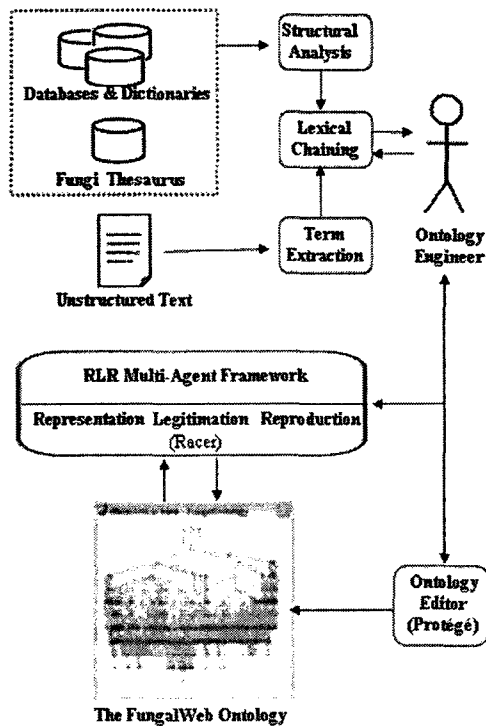 Databases & Dictionaries
Fungi Thesaurus
Unstructured Text
Structural
Analysis
Lexical
Chaining
Term
Extraction
Ontology
Engineer
RLR Multi-Agent Framework
Representation Legitimation Reproduction
(Racer)
Ontology
Editor
(Protégé)
The FungalWeb Ontology